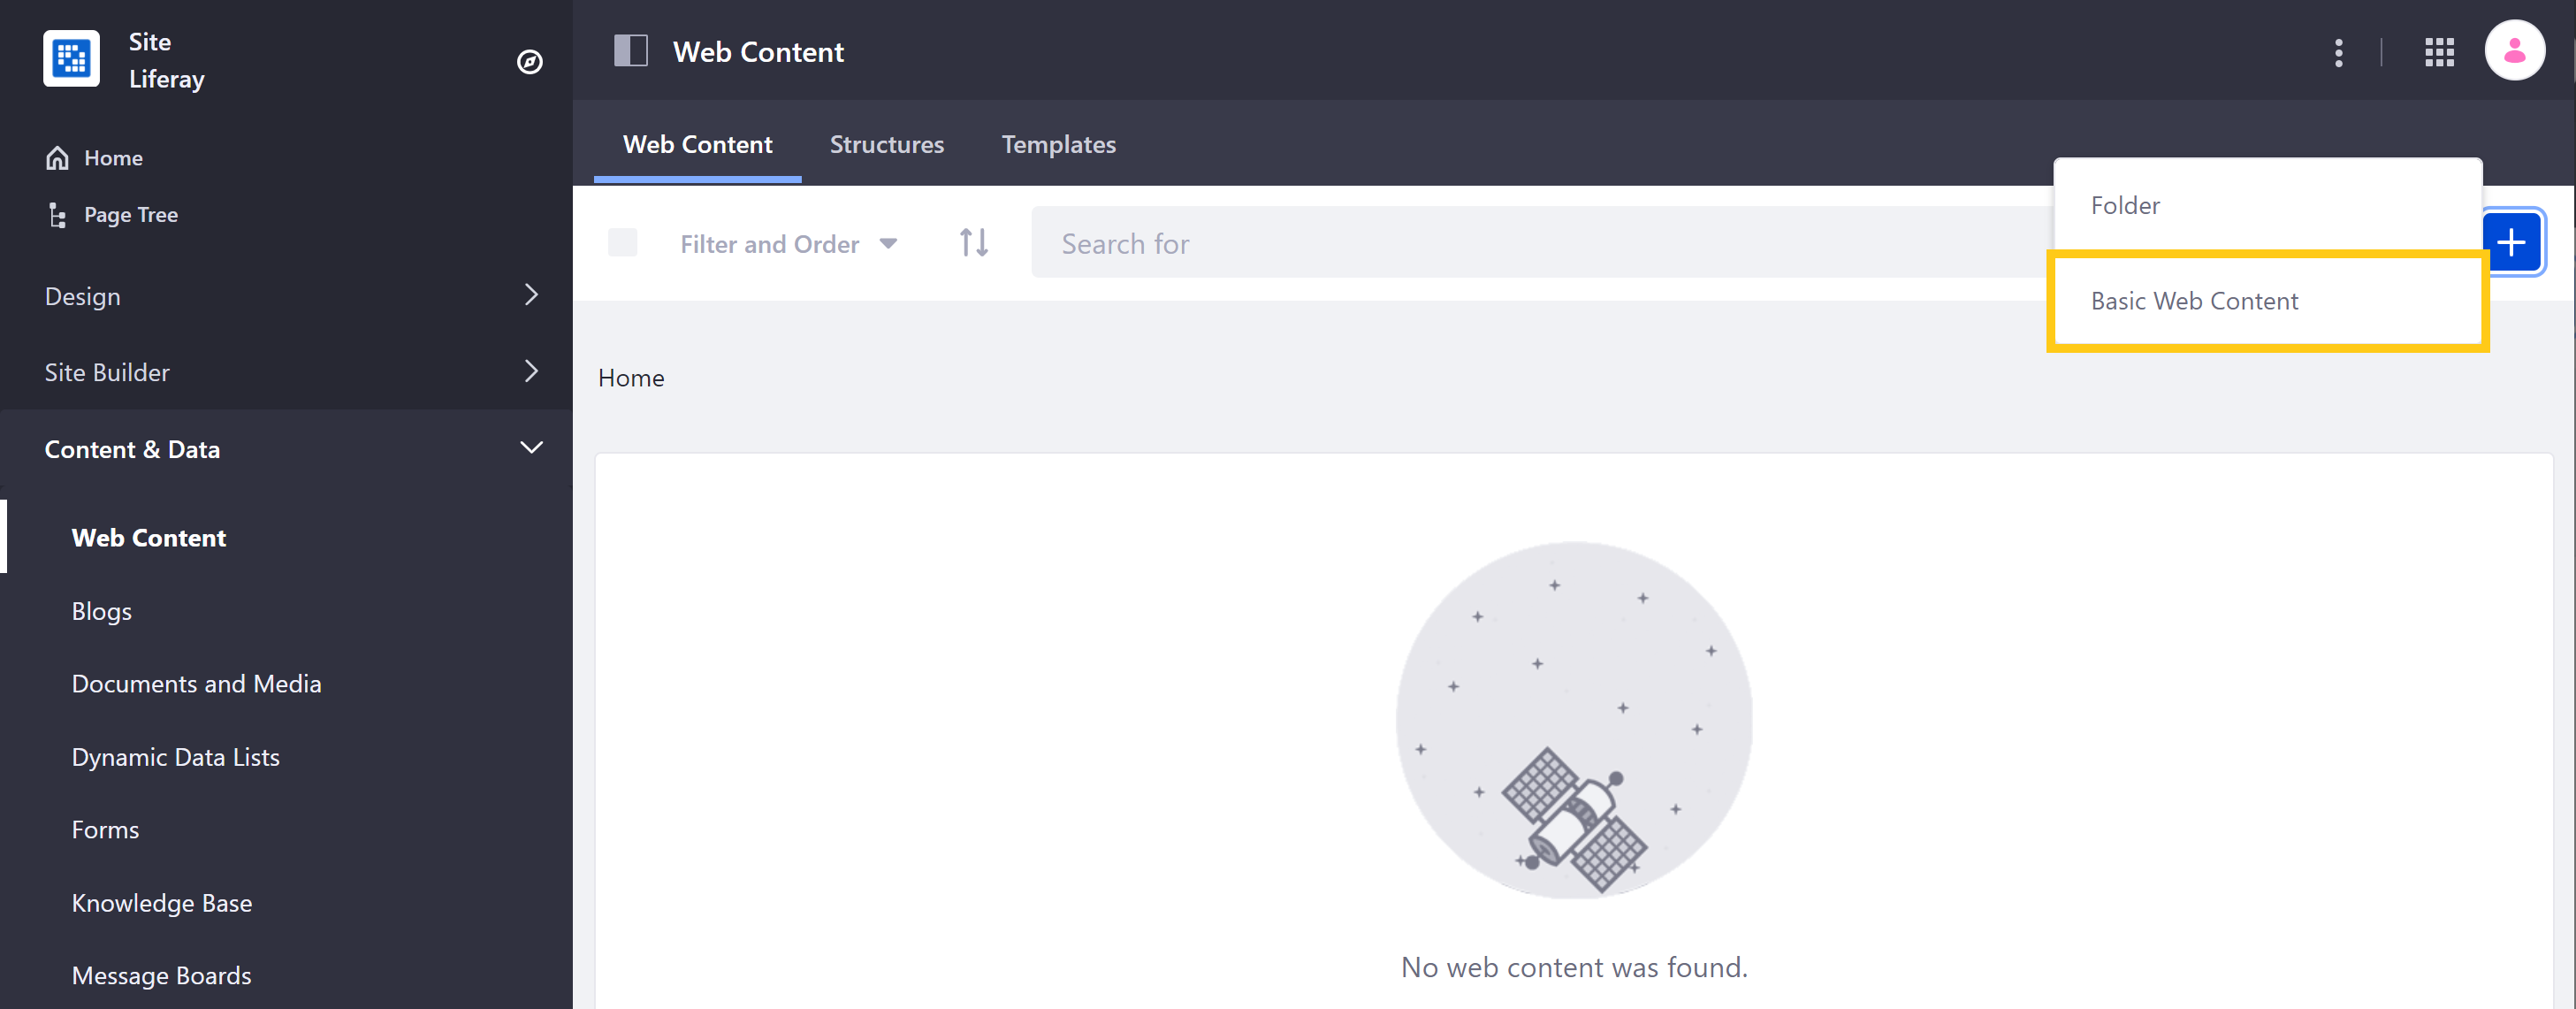 Site
Liferay
Home
Page Tree
Design
Site Builder
Content & Data
Web Content
Blogs
Documents and Media
Dynamic Data Lists
Forms
Knowledge Base
Message Boards
Web Content
Web Content
Structures
Templates
Filter and Order
Search for
Folder
Basic Web Content
Home
No web content was found.